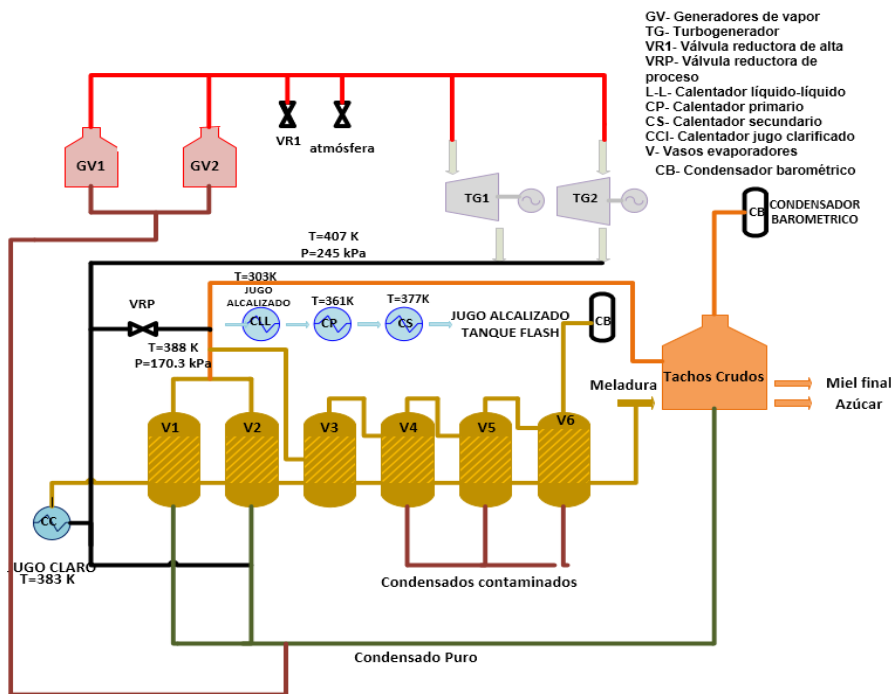 GV- Generadores de vapor
TG- Turbogenerador
VR1- Válvula reductora de alta
VRP- Válvula reductora de
proceso
L-L- Calentador líquido-líquido
CP- Calentador primario
CS- Calentador secundario
CCI- Calentador jugo clarificado
V- Vasos evaporadores
CB- Condensador barométrico
GV1
GV2
VR1
atmósfera
TG1
TG2
CB
CONDENSADOR
BAROMETRICO
T=407 K
P=245 kPa
T=303K
JUGO
ALCALIZADO
T=361K
T=377K
VRP
CLL
CP
CS
JUGO ALCALIZADO
TANQUE FLASH
CB
T=388 K
P=170.3 kPa
Tachos Crudos
Meladura
Miel final
Azúcar
V1
V2
V3
V4
V5
V6
CC
JUGO CLARO
T=383 K
Condensados contaminados
Condensado Puro